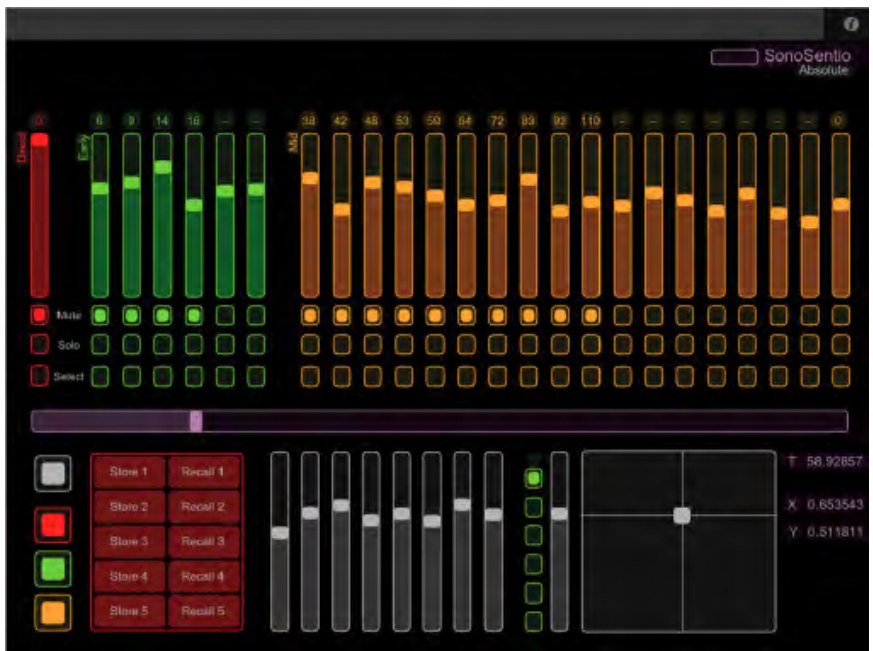 SonoSentio
Absolute
0 6 9 14 16 -- -- 38 42 48 53 59 64 72 83 93 110 -- -- -- -- -- -- -- 0
Direct
Early
Mid
Mute
Solo
Select
Store 1 Recall 1
Store 2 Recall 2
Store 3 Recall 3
Store 4 Recall 4
Store 5 Recall 5
T 58.92857
X 0.653543
Y 0.511811